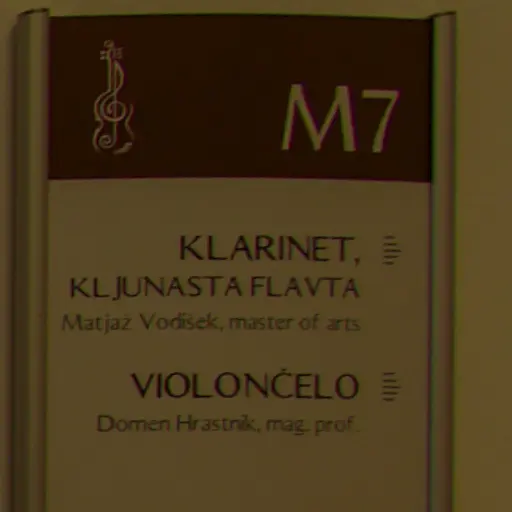 M7
KLARINET,
KLJUNASTA FLAVTA
Matjaž Vodišek, master of arts
VIOLONČELO
Domen Hrastnik, mag. prof.